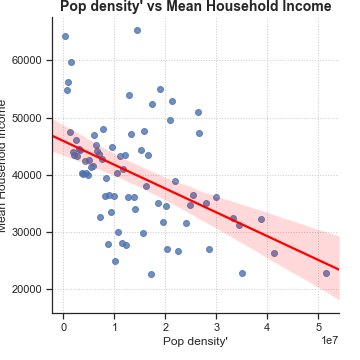 Pop density' vs Mean Household Income
60000
50000
40000
30000
20000
Mean Household Income
0
1
2
3
4
5
1e7
Pop density'